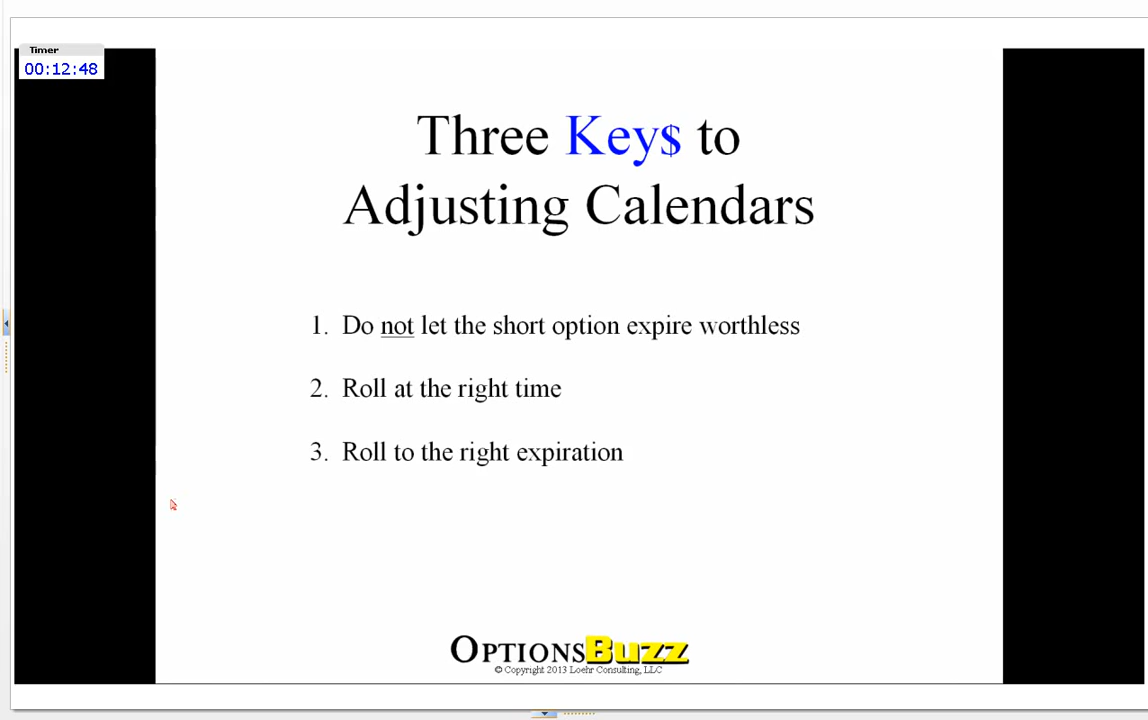 Timer
00:12:48
Three Key$ to
Adjusting Calendars
1. Do not let the short option expire worthless
2. Roll at the right time
3. Roll to the right expiration
OPTIONSBuzz
© Copyright 2013 Loehr Consulting, LLC